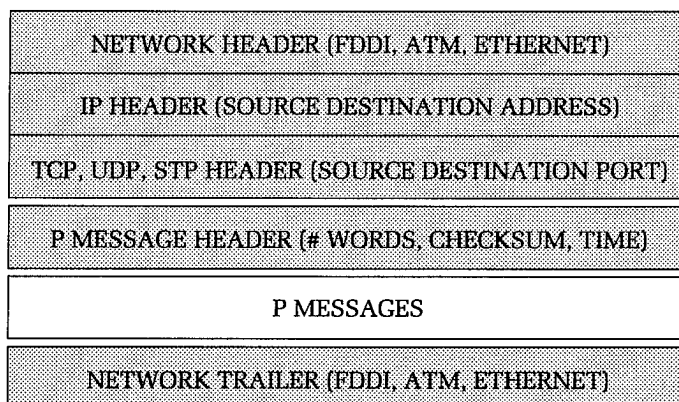 NETWORK HEADER (FDDI, ATM, ETHERNET)
IP HEADER (SOURCE DESTINATION ADDRESS)
TCP, UDP, STP HEADER (SOURCE DESTINATION PORT)
P MESSAGE HEADER (# WORDS, CHECKSUM, TIME)
P MESSAGES
NETWORK TRAILER (FDDI, ATM, ETHERNET)